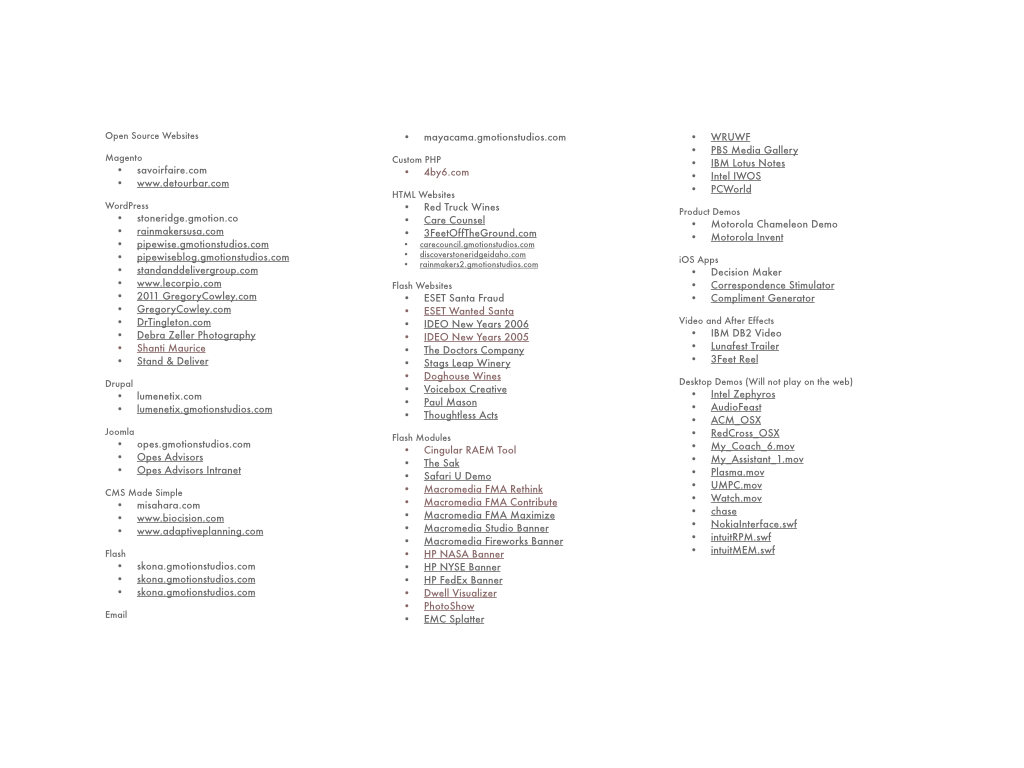 Open Source Websites
Magento
• savoirfaire.com
• www.detourbar.com
WordPress
• stoneridge.gmotion.co
• rainmakersusa.com
• pipewise.gmotionstudios.com
• pipewiseblog.gmotionstudios.com
• standanddelivergroup.com
• www.lecorpio.com
• 2011 GregoryCowley.com
• GregoryCowley.com
• DrTingleton.com
• Debra Zeller Photography
• Shanti Maurice
• Stand & Deliver
Drupal
• lumenetix.com
• lumenetix.gmotionstudios.com
Joomla
• opes.gmotionstudios.com
• Opes Advisors
• Opes Advisors Intranet
CMS Made Simple
• misahara.com
• www.biocision.com
• www.adaptiveplanning.com
Flash
• skona.gmotionstudios.com
• skona.gmotionstudios.com
• skona.gmotionstudios.com
Email
• mayacama.gmotionstudios.com
Custom PHP
• 4by6.com
HTML Websites
• Red Truck Wines
• Care Counsel
• 3FeetOffTheGround.com
• carecouncil.gmotionstudios.com
• discoverstoneridgeidaho.com
• rainmakers2.gmotionstudios.com
Flash Websites
• ESET Santa Fraud
• ESET Wanted Santa
• IDEO New Years 2006
• IDEO New Years 2005
• The Doctors Company
• Stags Leap Winery
• Doghouse Wines
• Voicebox Creative
• Paul Mason
• Thoughtless Acts
Flash Modules
• Cingular RAEM Tool
• The Sak
• Safari U Demo
• Macromedia FMA Rethink
• Macromedia FMA Contribute
• Macromedia FMA Maximize
• Macromedia Studio Banner
• Macromedia Fireworks Banner
• HP NASA Banner
• HP NYSE Banner
• HP FedEx Banner
• Dwell Visualizer
• PhotoShow
• EMC Splatter
• WRUWF
• PBS Media Gallery
• IBM Lotus Notes
• Intel IWOS
• PCWorld
Product Demos
• Motorola Chameleon Demo
• Motorola Invent
iOS Apps
• Decision Maker
• Correspondence Stimulator
• Compliment Generator
Video and After Effects
• IBM DB2 Video
• Lunafest Trailer
• 3Feet Reel
Desktop Demos (Will not play on the web)
• Intel Zephyros
• AudioFeast
• ACM_OSX
• RedCross_OSX
• My_Coach_6.mov
• My_Assistant_1.mov
• Plasma.mov
• UMPC.mov
• Watch.mov
• chase
• NokiaInterface.swf
• intuitRPM.swf
• intuitMEM.swf